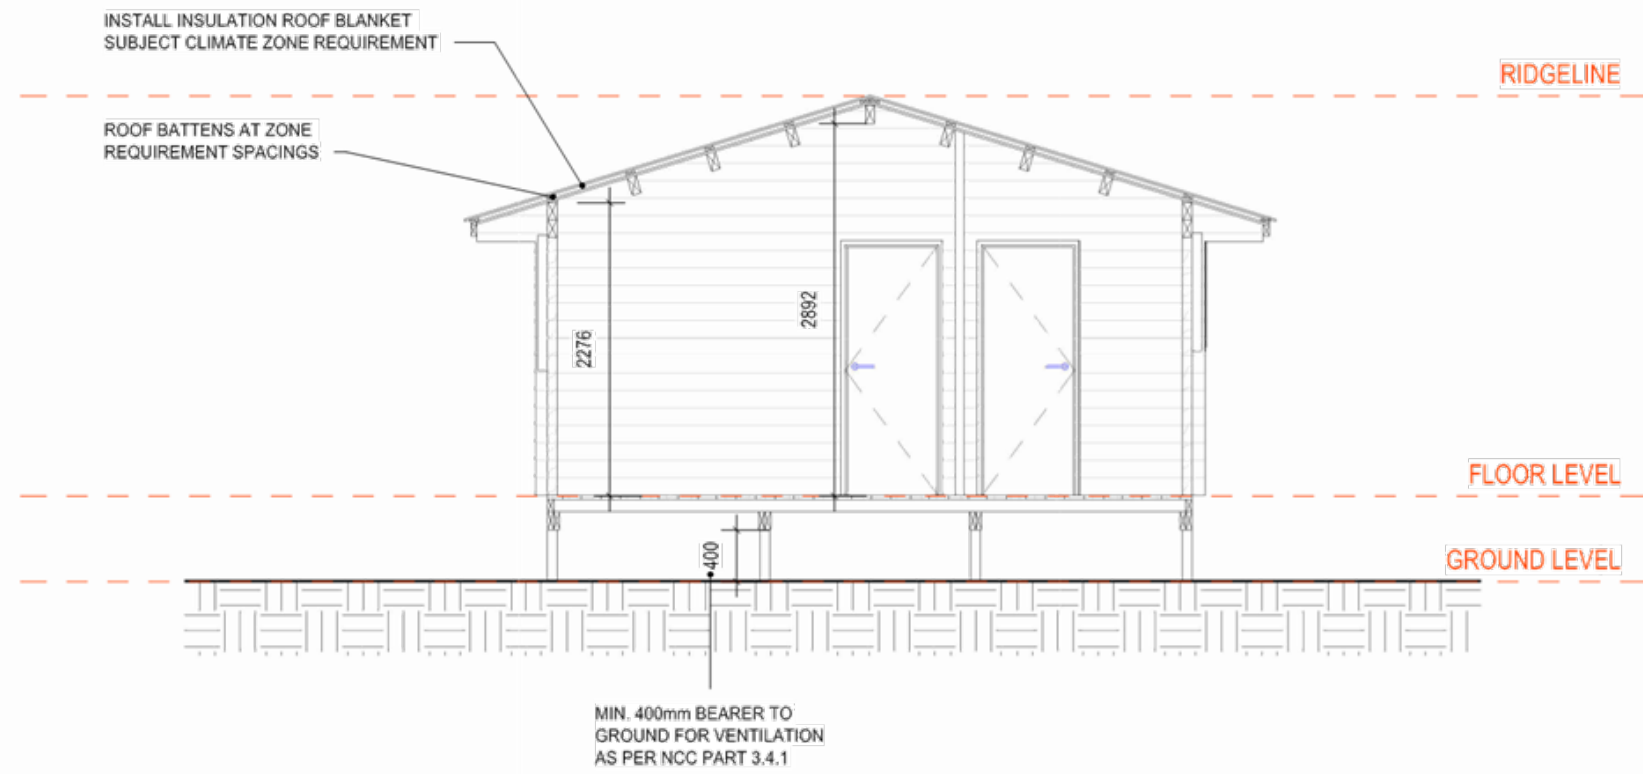 INSTALL INSULATION ROOF BLANKET
SUBJECT CLIMATE ZONE REQUIREMENT
RIDGELINE
ROOF BATTENS AT ZONE
REQUIREMENT SPACINGS
2892
2276
FLOOR LEVEL
400
GROUND LEVEL
MIN. 400mm BEARER TO
GROUND FOR VENTILATION
AS PER NCC PART 3.4.1